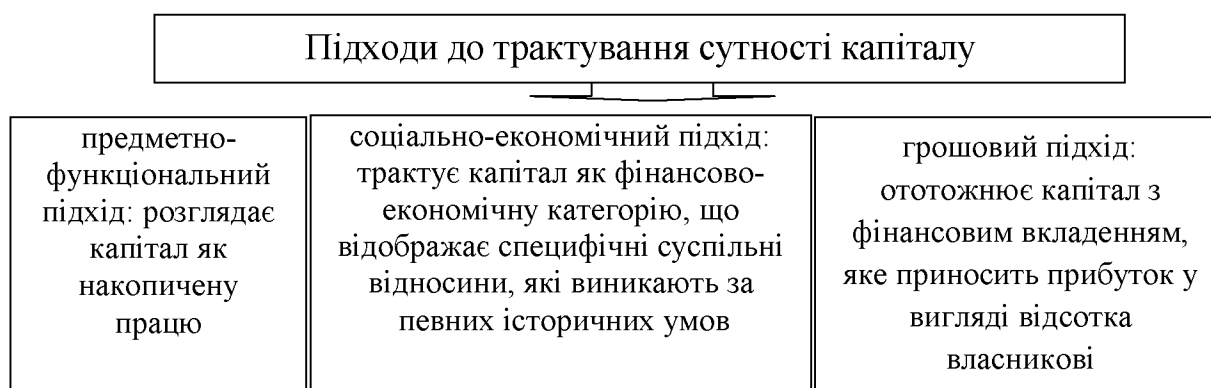 Підходи до трактування сутності капіталу
предметно-
функціональний
підхід: розглядає
капітал як
накопичену
працю
соціально-економічний підхід:
трактує капітал як фінансово-
економічну категорію, що
відображає специфічні суспільні
відносини, які виникають за
певних історичних умов
грошовий підхід:
ототожнює капітал з
фінансовим вкладенням,
яке приносить прибуток у
вигляді відсотка
власникові